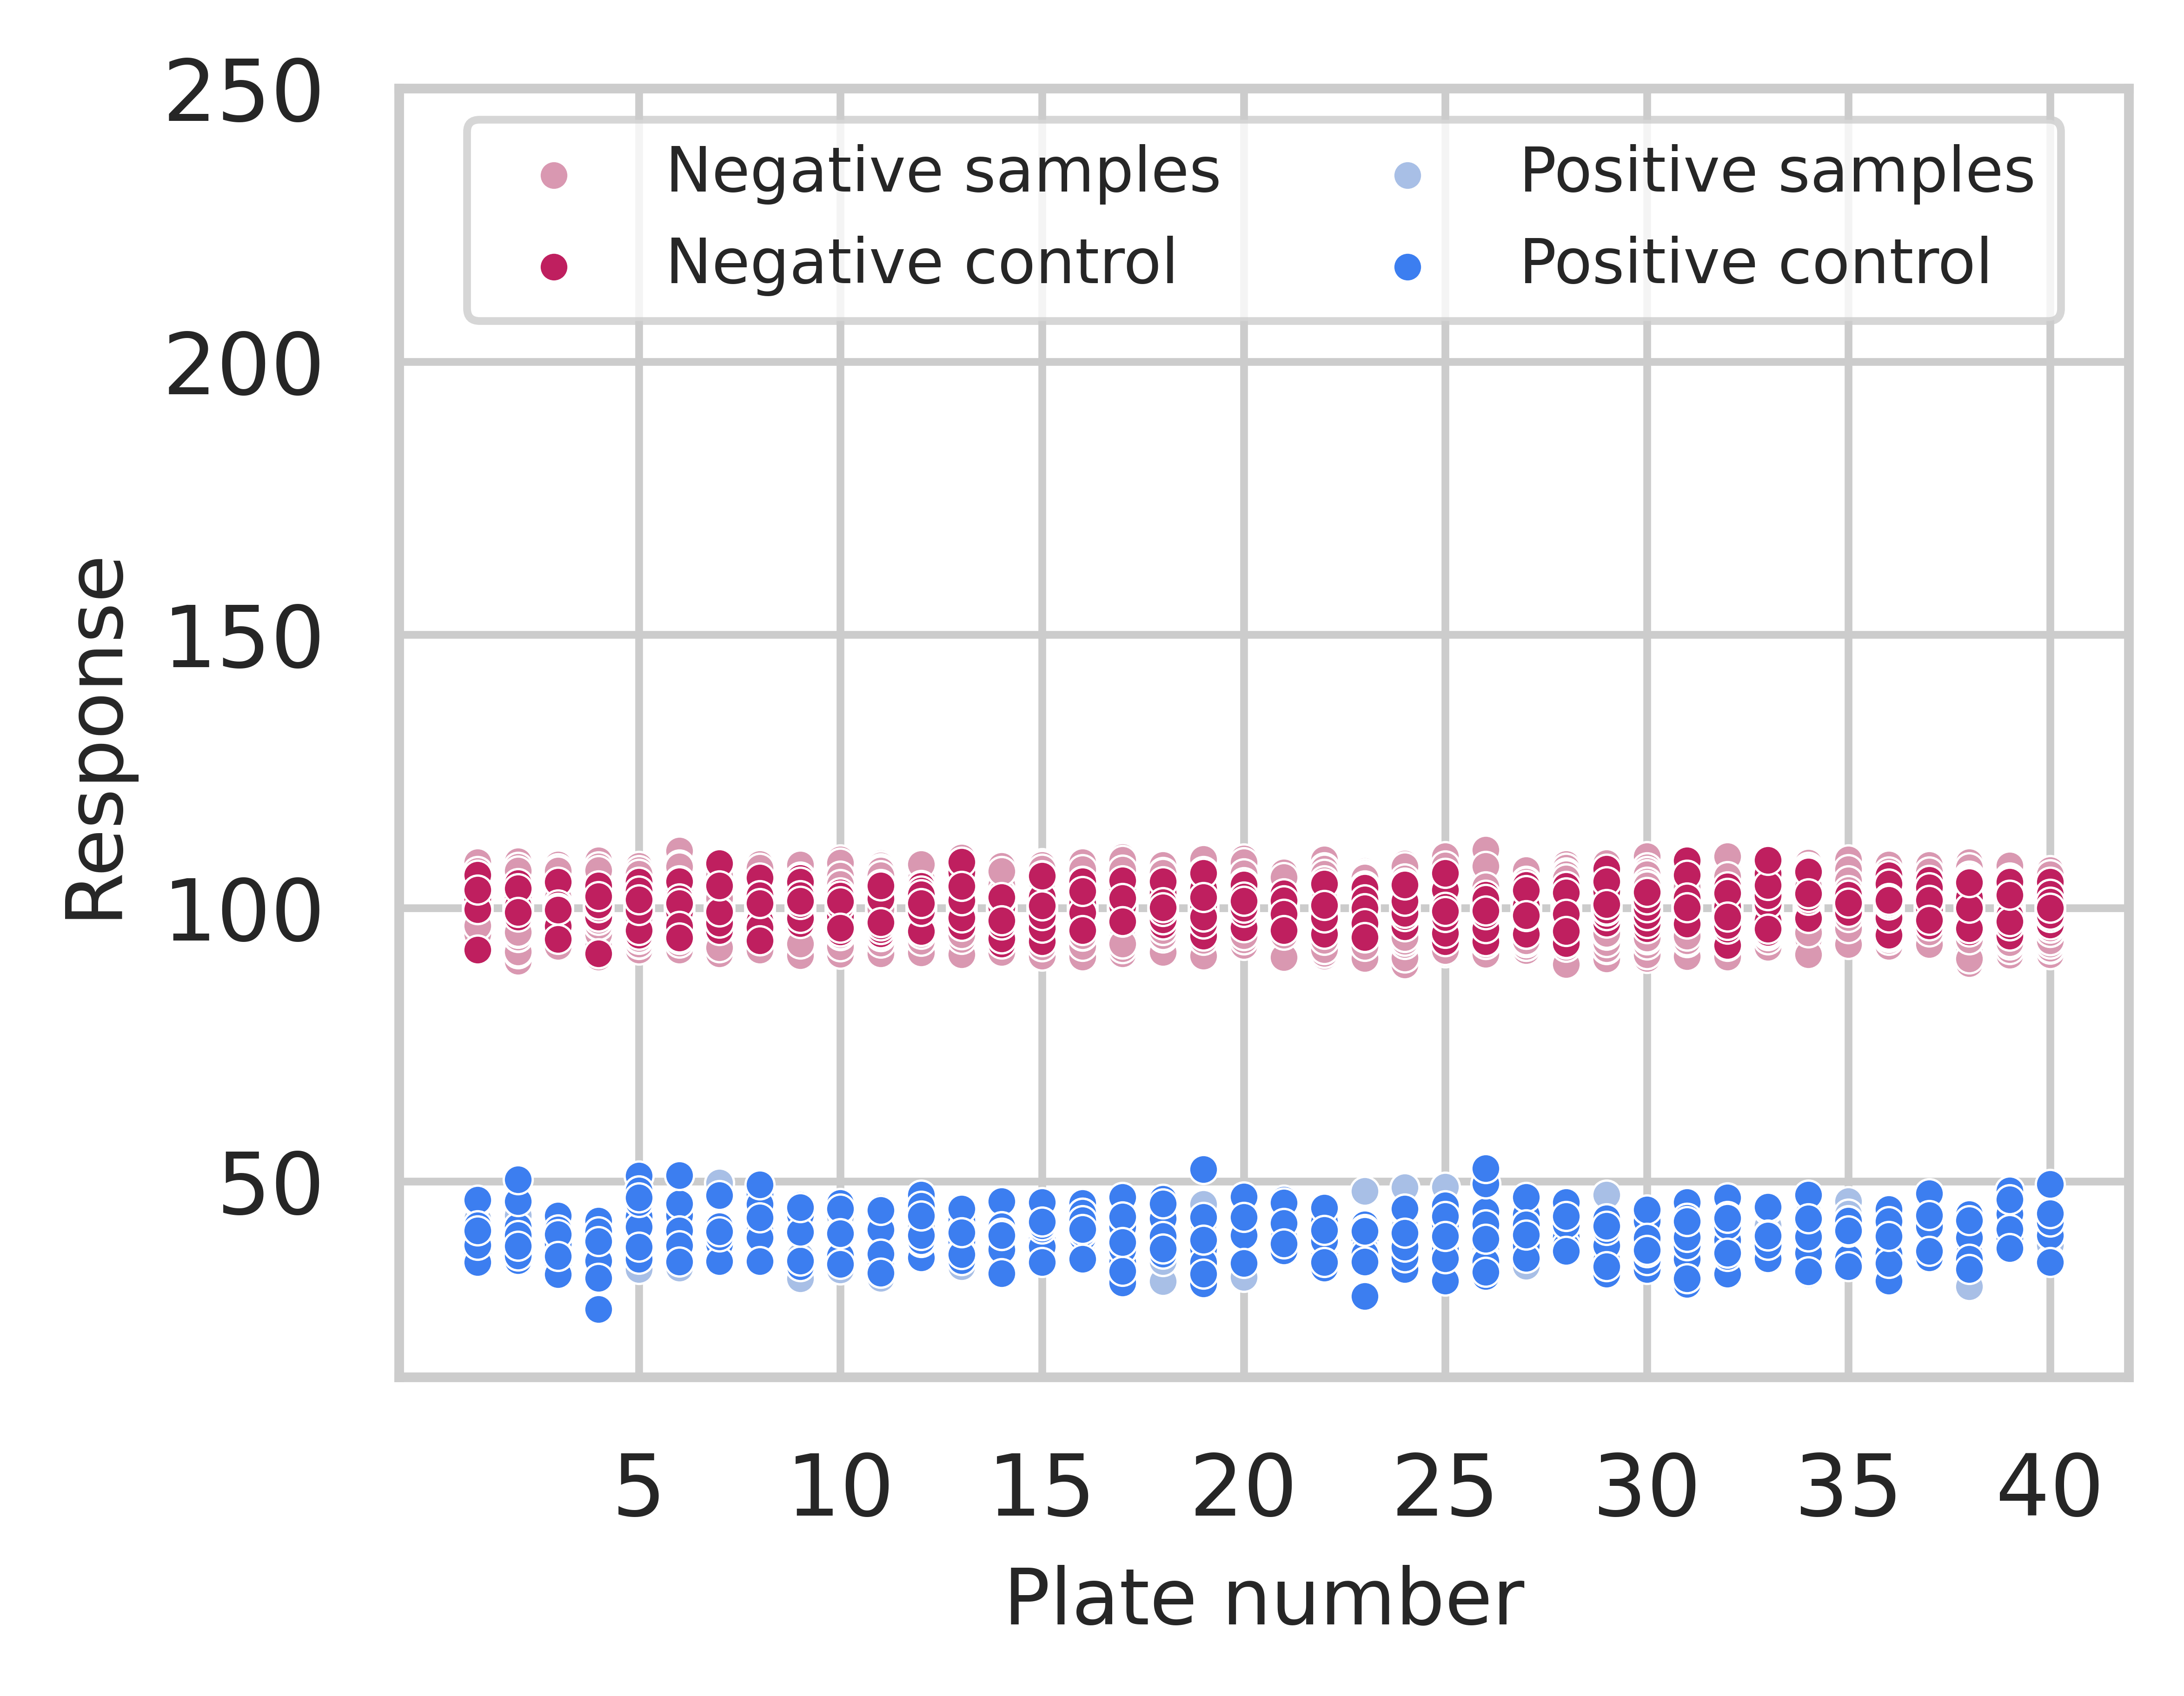 250
Negative samples Positive samples
Negative control Positive control
200
150
100
50
Response
5 10 15 20 25 30 35 40
Plate number